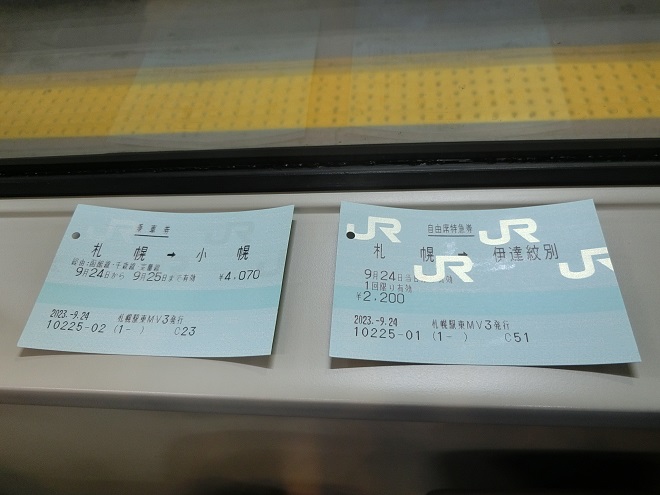 乗車券
札幌 → 小幌
経由:函館線・千歳線・室蘭線
9月24日から 9月25日まで有効 ¥4,070
2023.-9.24 札幌駅東MV3発行
10225-02 (1- ) C23
JR JR
自由席特急券
札幌 → 伊達紋別
JR JR
9月24日 有効
1回限り有効
¥2,200
2023.-9.24 札幌駅東MV3発行
10225-01 (1- ) C51